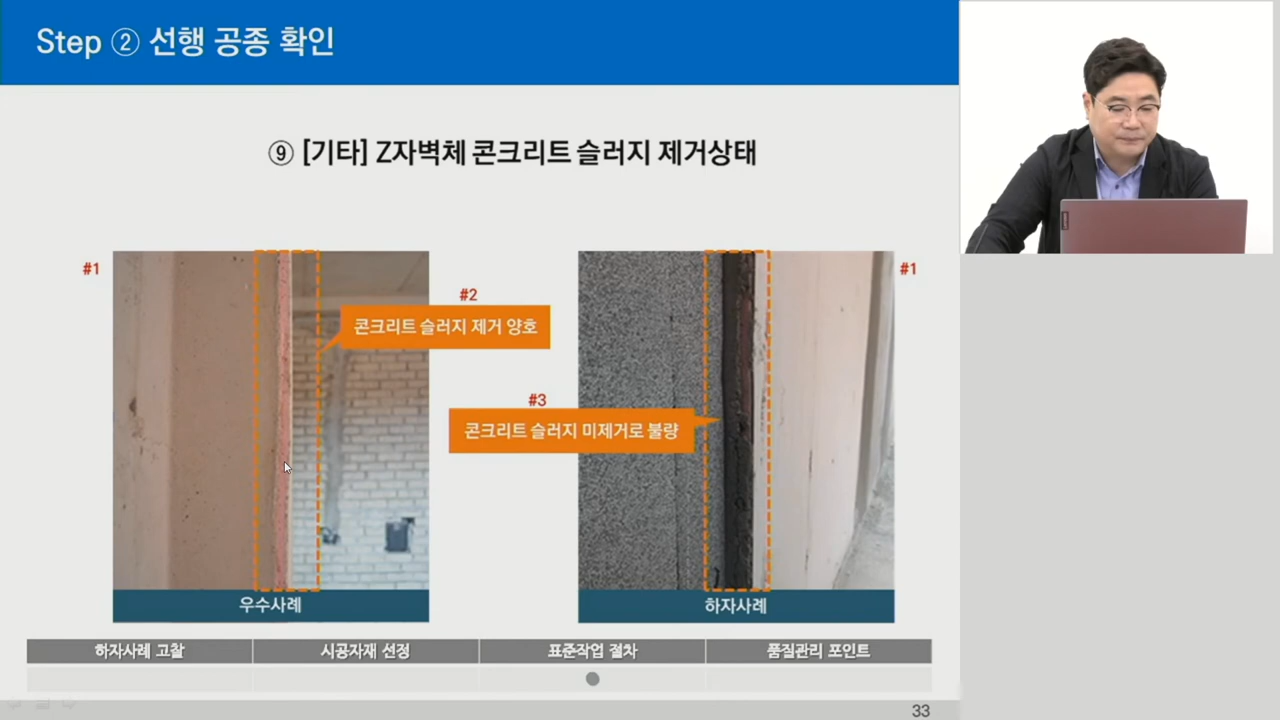 Step ② 선행 공종 확인
⑨ [기타] Z자벽체 콘크리트 슬러지 제거상태
#1
#2
콘크리트 슬러지 제거 양호
우수사례
#1
#3
콘크리트 슬러지 미제거로 불량
하자사례
하자사례 고찰
시공자재 선정
표준작업 절차
품질관리 포인트
33